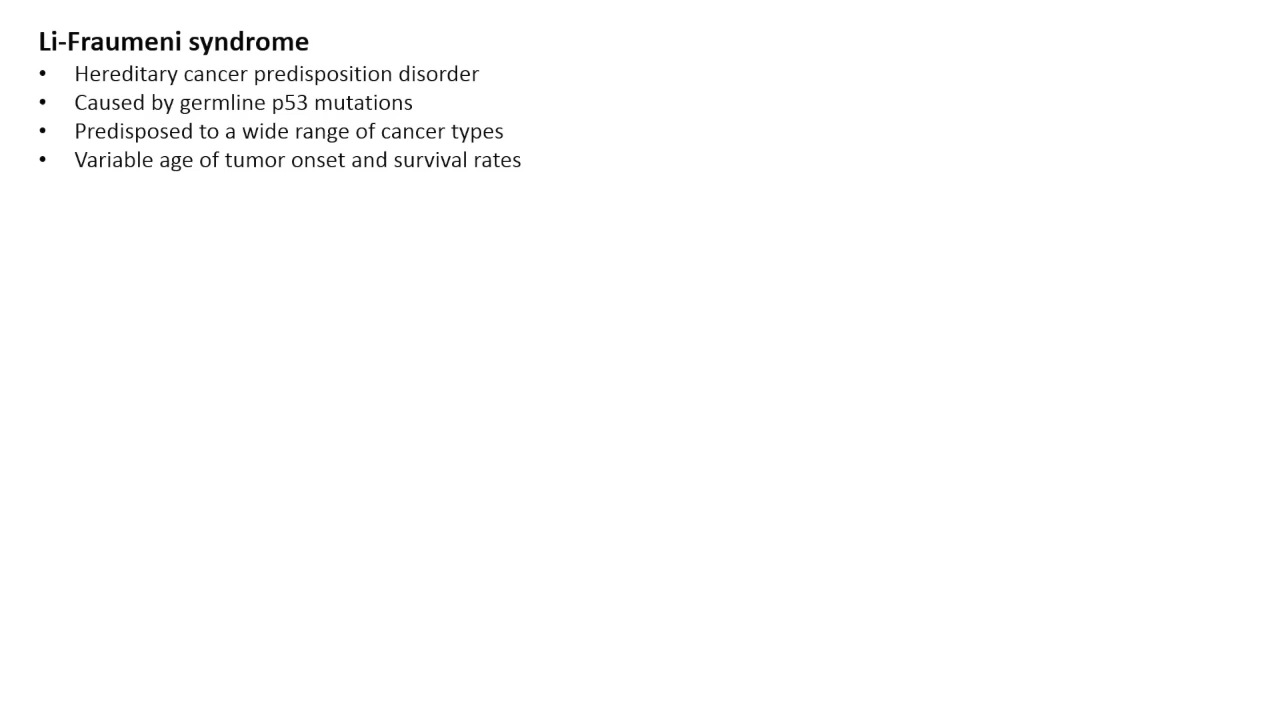 Li-Fraumeni syndrome
• Hereditary cancer predisposition disorder
• Caused by germline p53 mutations
• Predisposed to a wide range of cancer types
• Variable age of tumor onset and survival rates